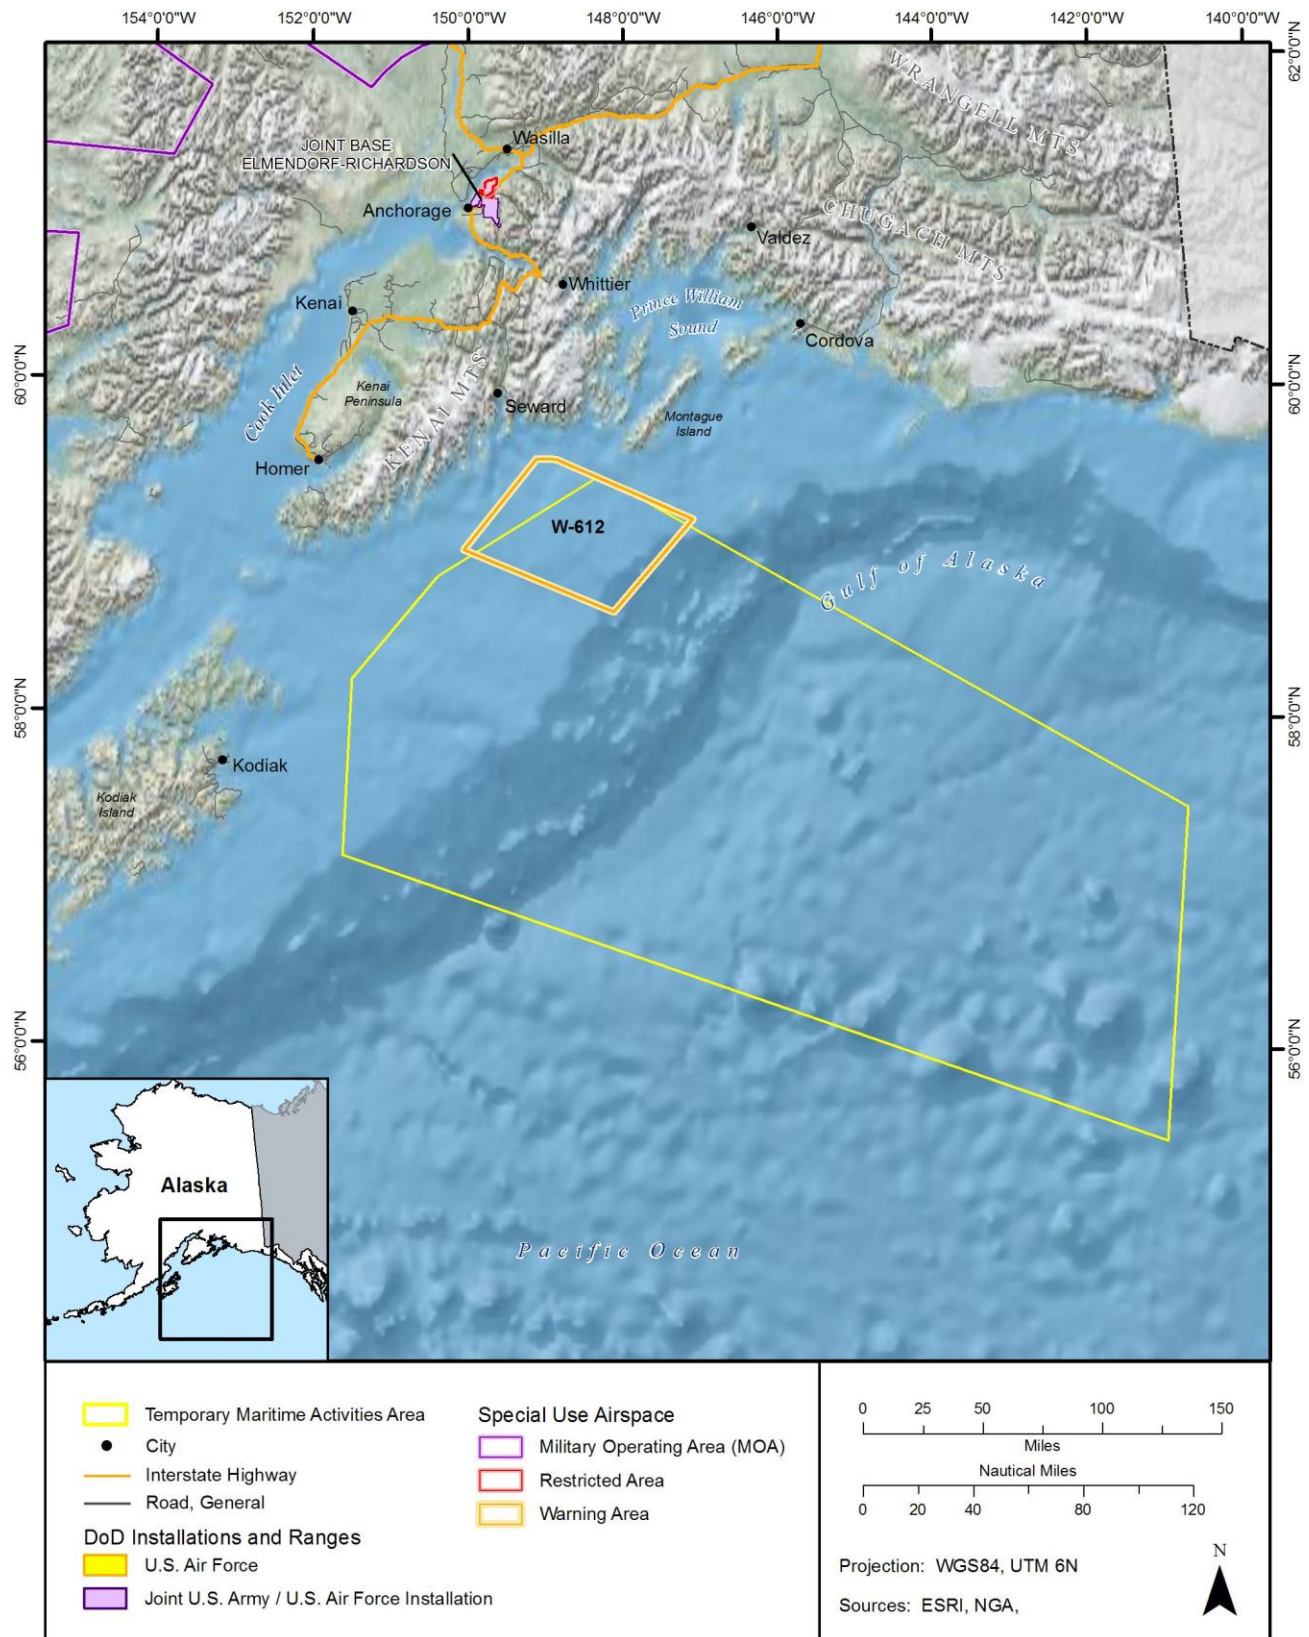 154°0'0"W
152°0'0"W
150°0'0"W
148°0'0"W
146°0'0"W
144°0'0"W
142°0'0"W
140°0'0"W
62°0'0"N
WRANGELL MTS
Wasilla
JOINT BASE
ELMENDORF-RICHARDSON
Anchorage
CHUGACH MTS
Valdez
Whittier
Prince William
Sound
Kenai
Cordova
60°0'0"N
60°0'0"N
Cook Inlet
Kenai
Peninsula
KENAI MTS
Seward
Montague
Island
Homer
W-612
Gulf of Alaska
58°0'0"N
58°0'0"N
Kodiak
Kodiak
Island
56°0'0"N
56°0'0"N
Alaska
Pacific Ocean
Temporary Maritime Activities Area
City
Interstate Highway
Road, General
DoD Installations and Ranges
U.S. Air Force
Joint U.S. Army / U.S. Air Force Installation
Special Use Airspace
Military Operating Area (MOA)
Restricted Area
Warning Area
0 25 50 100 150
Miles
Nautical Miles
0 20 40 80 120
Projection: WGS84, UTM 6N
Sources: ESRI, NGA,
N